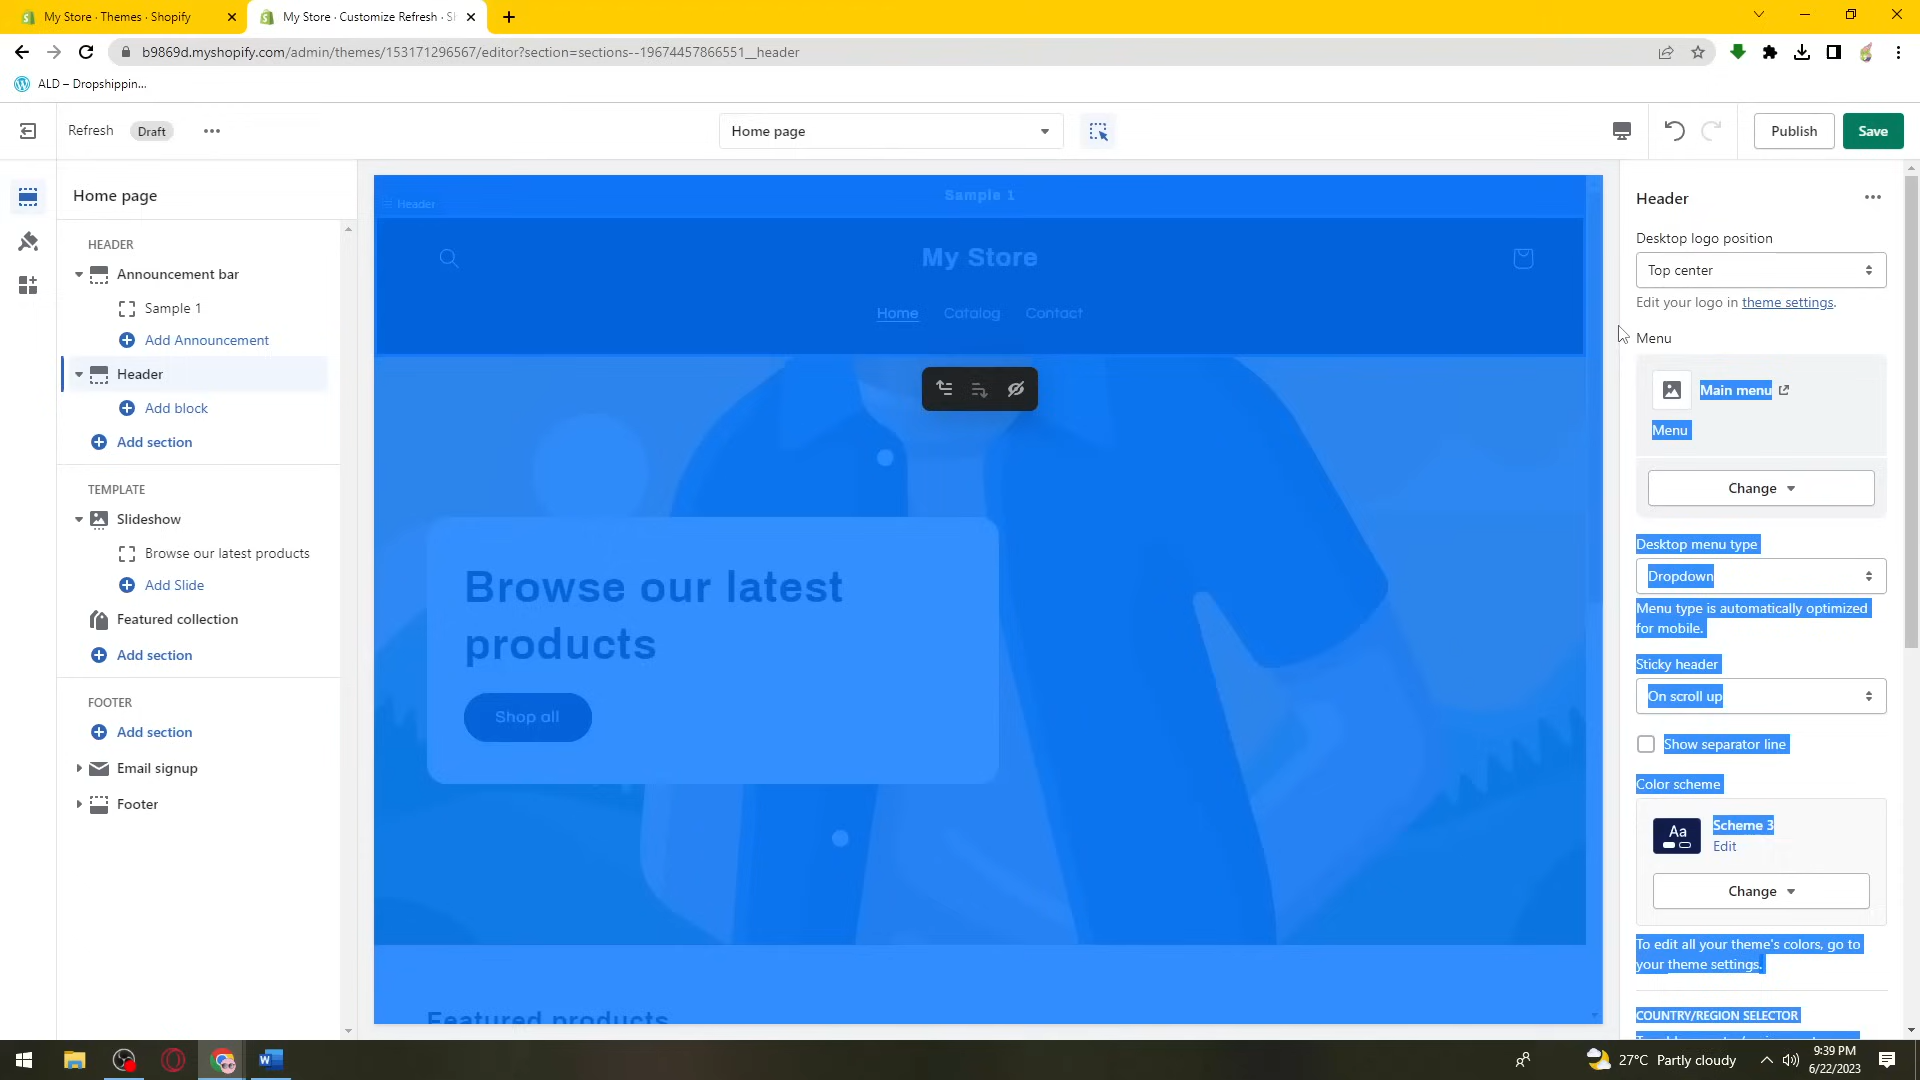 My Store · Themes · Shopify
My Store · Customize Refresh · S
b9869d.myshopify.com/admin/themes/153171296567/editor?section=sections--19674457866551__header
ALD – Dropshippin...
Refresh
Draft
Home page
Publish
Save
Home page
HEADER
Announcement bar
Sample 1
Add Announcement
Header
Add block
Add section
TEMPLATE
Slideshow
Browse our latest products
Add Slide
Featured collection
Add section
FOOTER
Add section
Email signup
Footer
Sample 1
Header
My Store
Home Catalog Contact
Browse our latest
products
Shop all
Featured products
Header
Desktop logo position
Top center
Edit your logo in theme settings.
Menu
Main menu
Menu
Change
Desktop menu type
Dropdown
Menu type is automatically optimized
for mobile.
Sticky header
On scroll up
Show separator line
Color scheme
Aa
Scheme 3
Edit
Change
To edit all your theme's colors, go to
your theme settings.
COUNTRY/REGION SELECTOR
27°C Partly cloudy
9:39 PM
6/22/2023